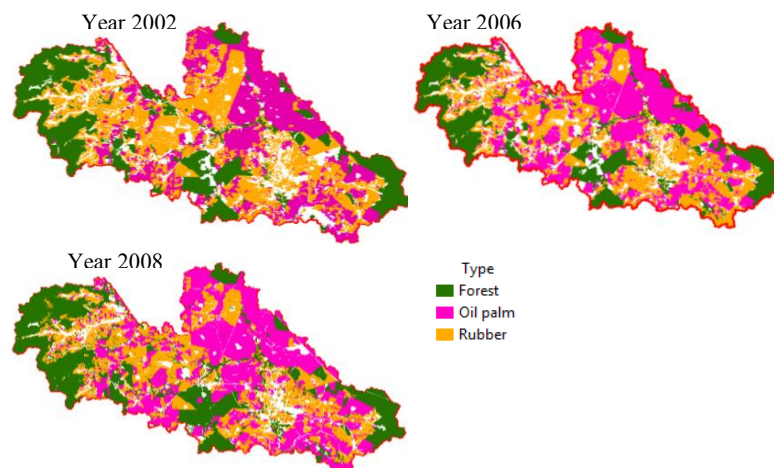 Year 2002
Year 2006
Year 2008
Type
Forest
Oil palm
Rubber